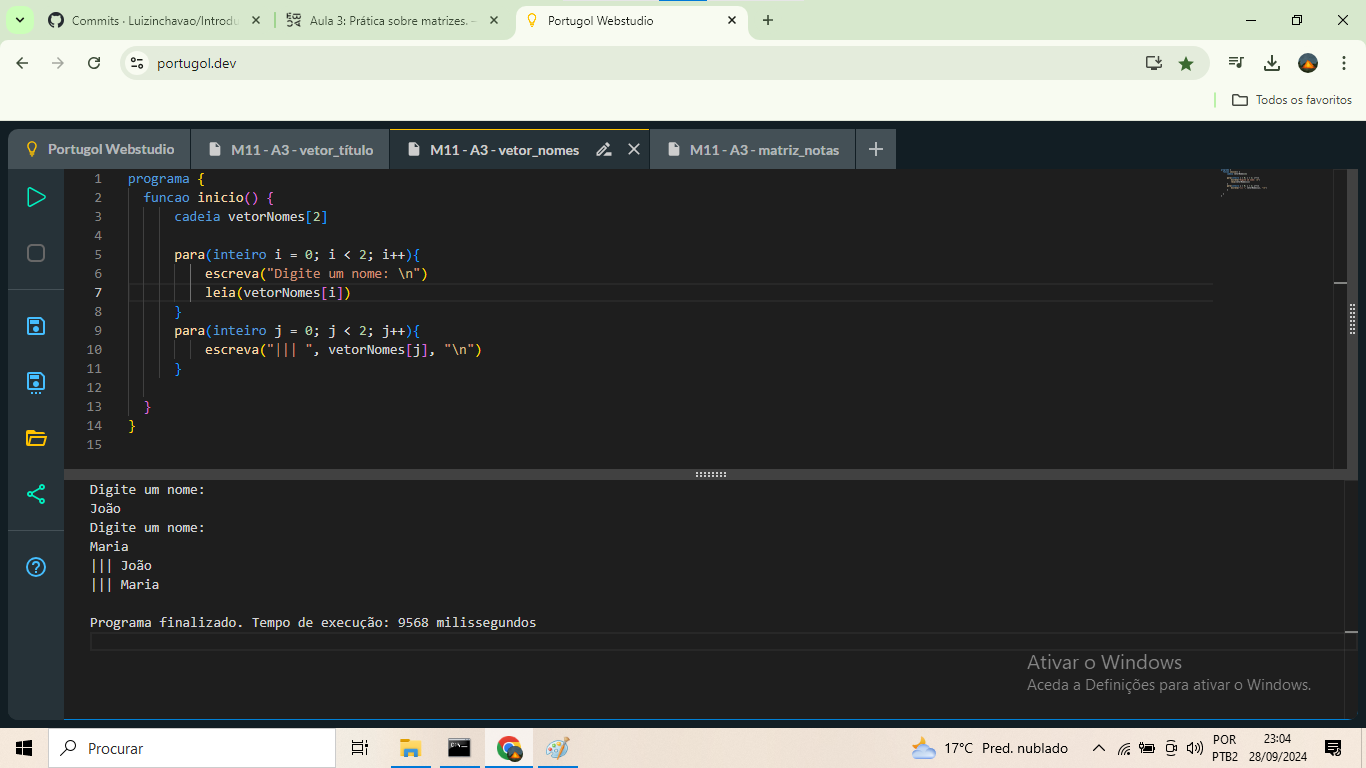 Commits · Luizinchavao/Introdu
Aula 3: Prática sobre matrizes. –
Portugol Webstudio
portugol.dev
Todos os favoritos
Portugol Webstudio
M11 - A3 - vetor_título
M11 - A3 - vetor_nomes
M11 - A3 - matriz_notas
1 programa {
2 funcao inicio() {
3 cadeia vetorNomes[2]
4
5 para(inteiro i = 0; i < 2; i++){
6 escreva("Digite um nome: \n")
7 leia(vetorNomes[i])
8 }
9 para(inteiro j = 0; j < 2; j++){
10 escreva("||| ", vetorNomes[j], "\n")
11 }
12
13 }
14 }
15
Digite um nome:
João
Digite um nome:
Maria
||| João
||| Maria
Programa finalizado. Tempo de execução: 9568 milissegundos
Ativar o Windows
Aceda a Definições para ativar o Windows.
Procurar
17°C Pred. nublado
POR
PTB2
23:04
28/09/2024